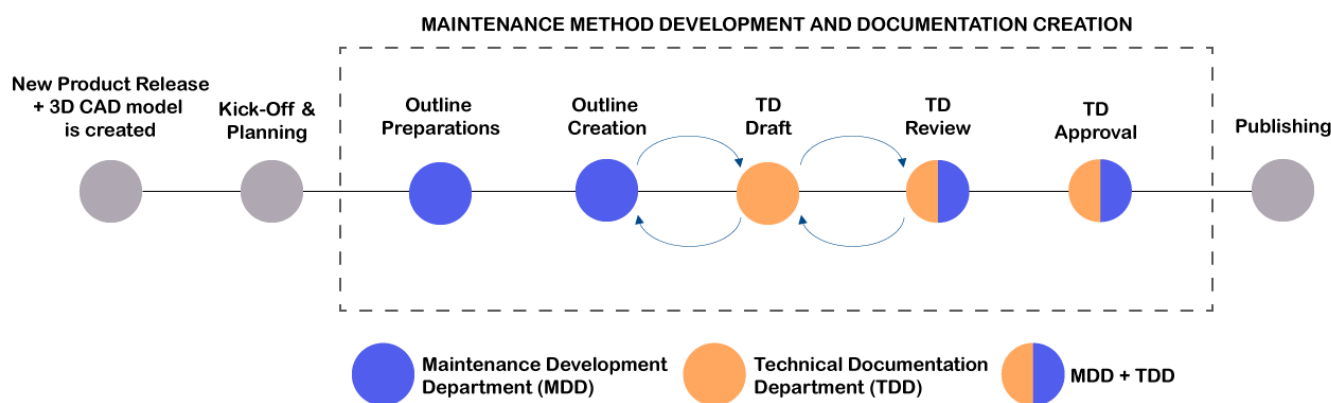 MAINTENANCE METHOD DEVELOPMENT AND DOCUMENTATION CREATION
New Product Release
+ 3D CAD model
is created
Kick-Off &
Planning
Outline
Preparations
Outline
Creation
TD
Draft
TD
Review
TD
Approval
Publishing
Maintenance Development
Department (MDD)
Technical Documentation
Department (TDD)
MDD + TDD